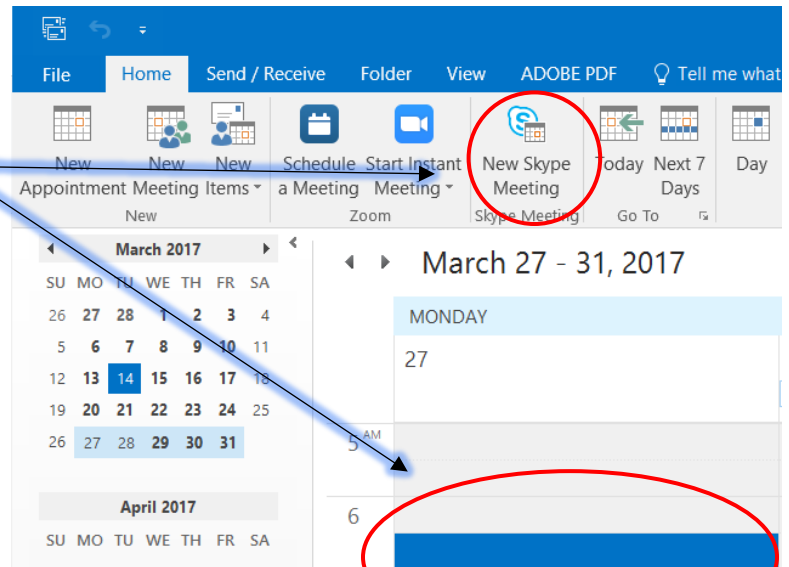 File Home Send / Receive Folder View ADOBE PDF Tell me what
New Appointment
New Meeting
New Items
Schedule a Meeting
Start Instant Meeting
New Skype Meeting
Today
Next 7 Days
Day
New Zoom Skype Meeting Go To
March 2017
SU MO TU WE TH FR SA
26 27 28 1 2 3 4
5 6 7 8 9 10 11
12 13 14 15 16 17 18
19 20 21 22 23 24 25
26 27 28 29 30 31
April 2017
SU MO TU WE TH FR SA
March 27 - 31, 2017
MONDAY
27
5 AM
6